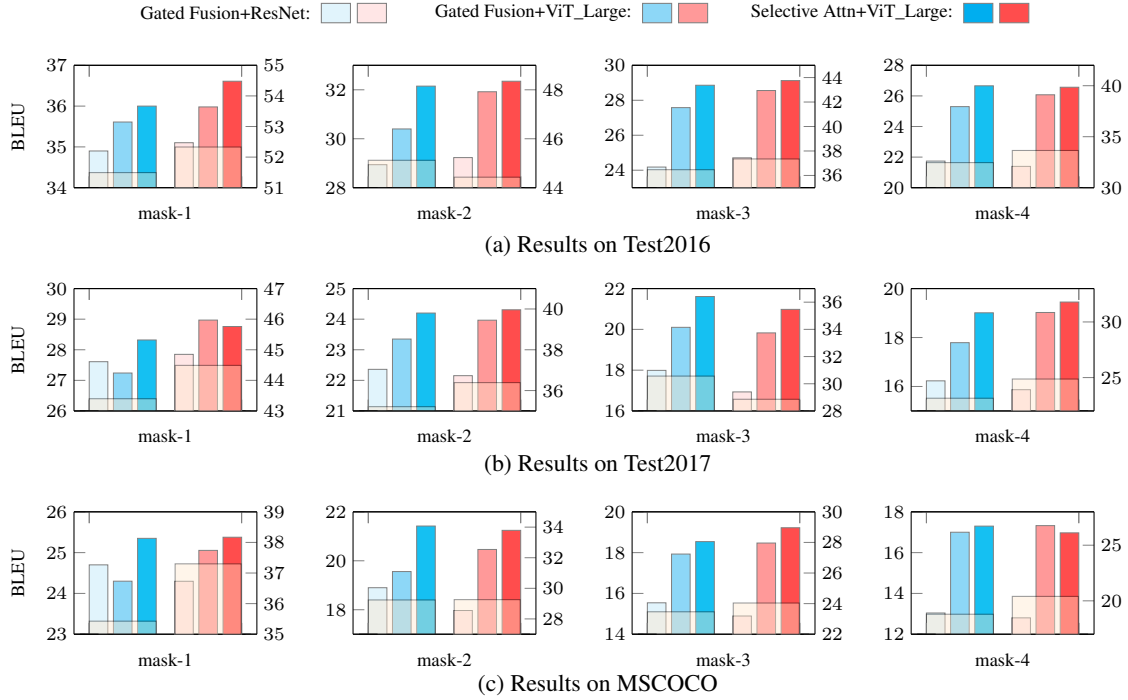 Gated Fusion+ResNet: Gated Fusion+ViT_Large: Selective Attn+ViT_Large:
37 55 32 48 30 44 28 40
36 54 30 46 28 42 26
35 53 28 44 26 40 24 35
34 52 24 38 22
51 36 20 30
BLEU
mask-1 mask-2 mask-3 mask-4
(a) Results on Test2016
30 47 25 40 22 36 20 30
29 46 24 38 20 34 18 25
28 45 23 36 18 32 16
27 44 22 16 30
26 43 21 28
BLEU
mask-1 mask-2 mask-3 mask-4
(b) Results on Test2017
26 39 22 34 20 30 18 25
25 38 20 32 18 28 16 20
24 37 18 30 16 26 14
23 36 28 14 24 12
35 22
BLEU
mask-1 mask-2 mask-3 mask-4
(c) Results on MSCOCO